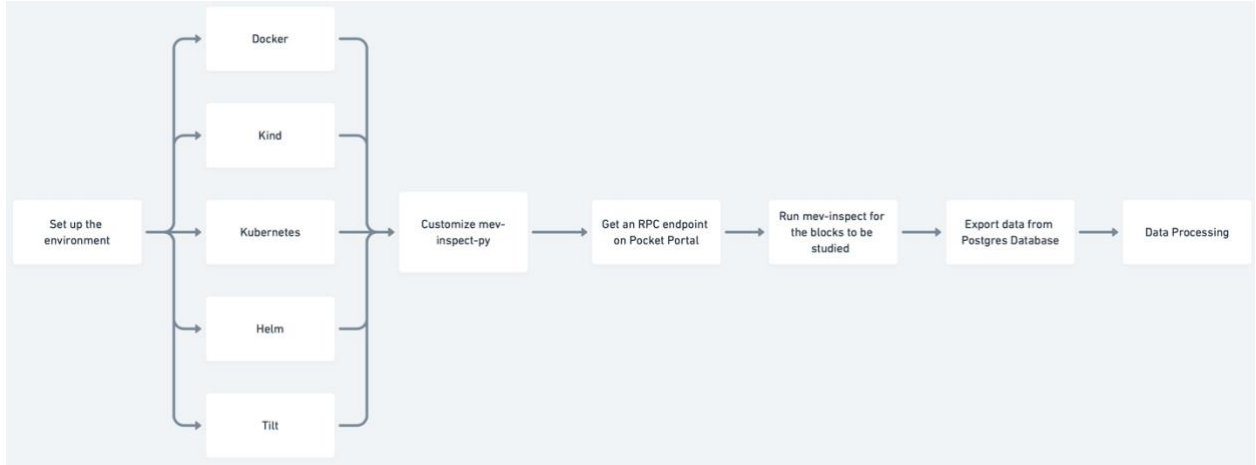 Docker
Kind
Set up the
environment
Kubernetes
Customize mev-
inspect-py
Get an RPC endpoint
on Pocket Portal
Run mev-inspect for
the blocks to be
studied
Export data from
Postgres Database
Data Processing
Helm
Tilt